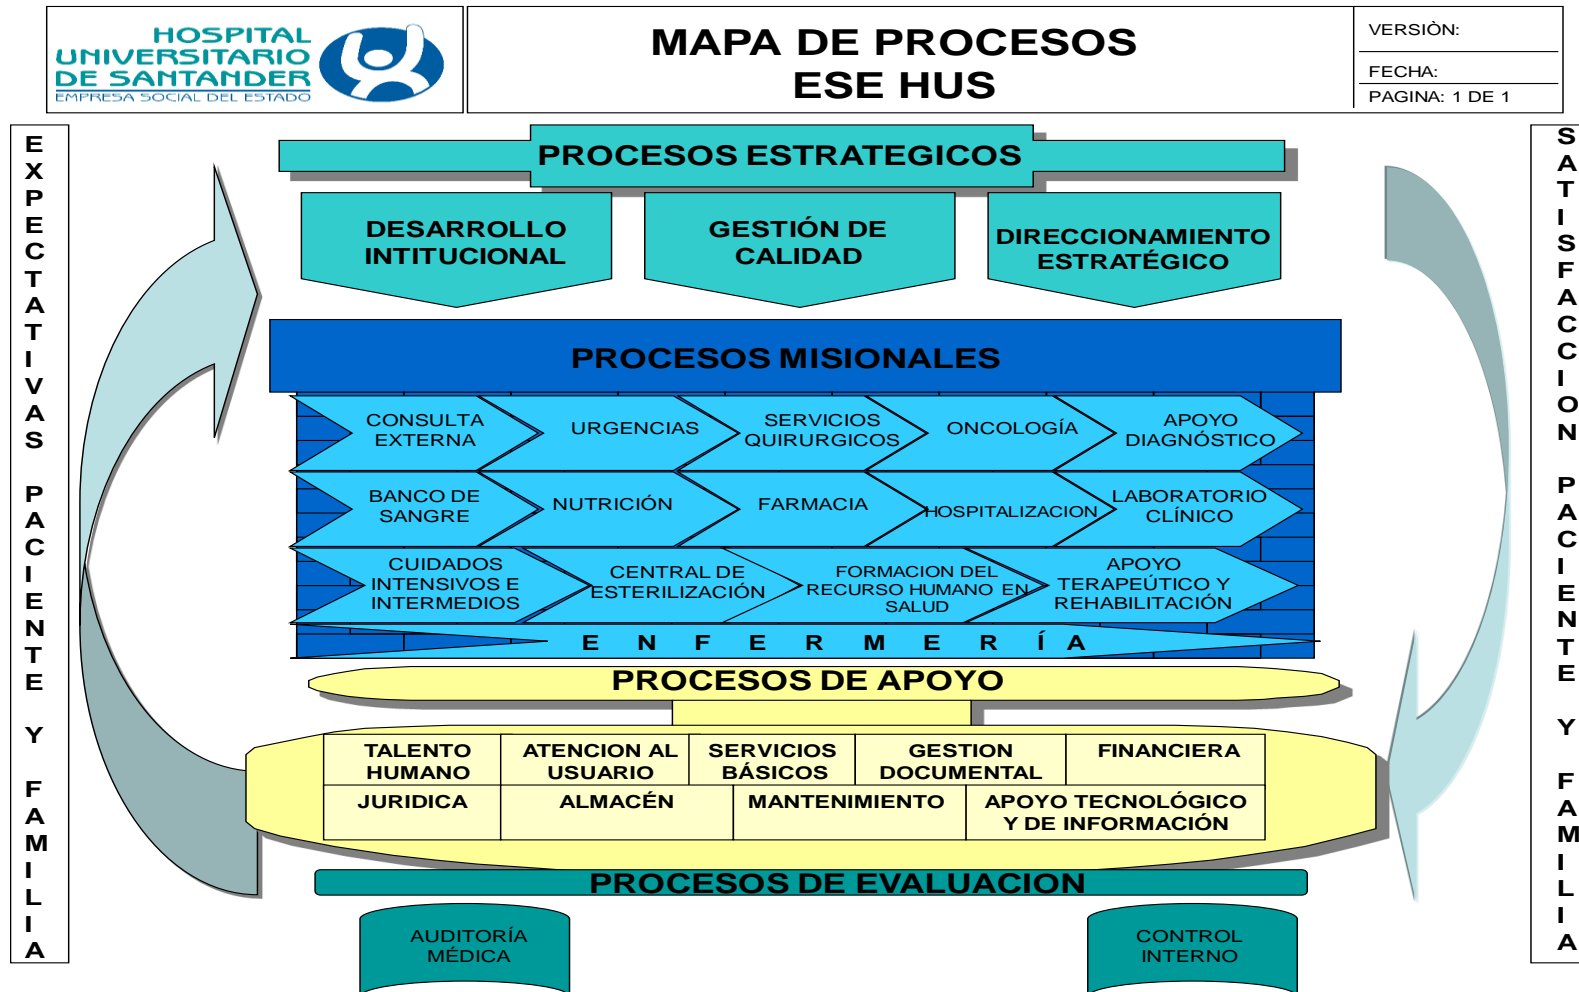 HOSPITAL
UNIVERSITARIO
DE SANTANDER
EMPRESA SOCIAL DEL ESTADO
MAPA DE PROCESOS
ESE HUS
VERSIÒN:
FECHA:
PAGINA: 1 DE 1
EXPECTATIVAS PACIENTE Y FAMILIA
PROCESOS ESTRATEGICOS
DESARROLLO
INTITUCIONAL
GESTIÓN DE
CALIDAD
DIRECCIONAMIENTO
ESTRATÉGICO
PROCESOS MISIONALES
CONSULTA
EXTERNA
URGENCIAS
SERVICIOS
QUIRURGICOS
ONCOLOGÍA
APOYO
DIAGNÓSTICO
BANCO DE
SANGRE
NUTRICIÓN
FARMACIA
HOSPITALIZACION
LABORATORIO
CLÍNICO
CUIDADOS
INTENSIVOS E
INTERMEDIOS
CENTRAL DE
ESTERILIZACIÓN
FORMACION DEL
RECURSO HUMANO EN
SALUD
APOYO
TERAPEÚTICO Y
REHABILITACIÓN
E N F E R M E R Í A
PROCESOS DE APOYO
TALENTO
HUMANO
ATENCION AL
USUARIO
SERVICIOS
BÁSICOS
GESTION
DOCUMENTAL
FINANCIERA
JURIDICA
ALMACÉN
MANTENIMIENTO
APOYO TECNOLÓGICO
Y DE INFORMACIÓN
PROCESOS DE EVALUACION
AUDITORÍA
MÉDICA
CONTROL
INTERNO
SATISFACCION PACIENTE Y FAMILIA